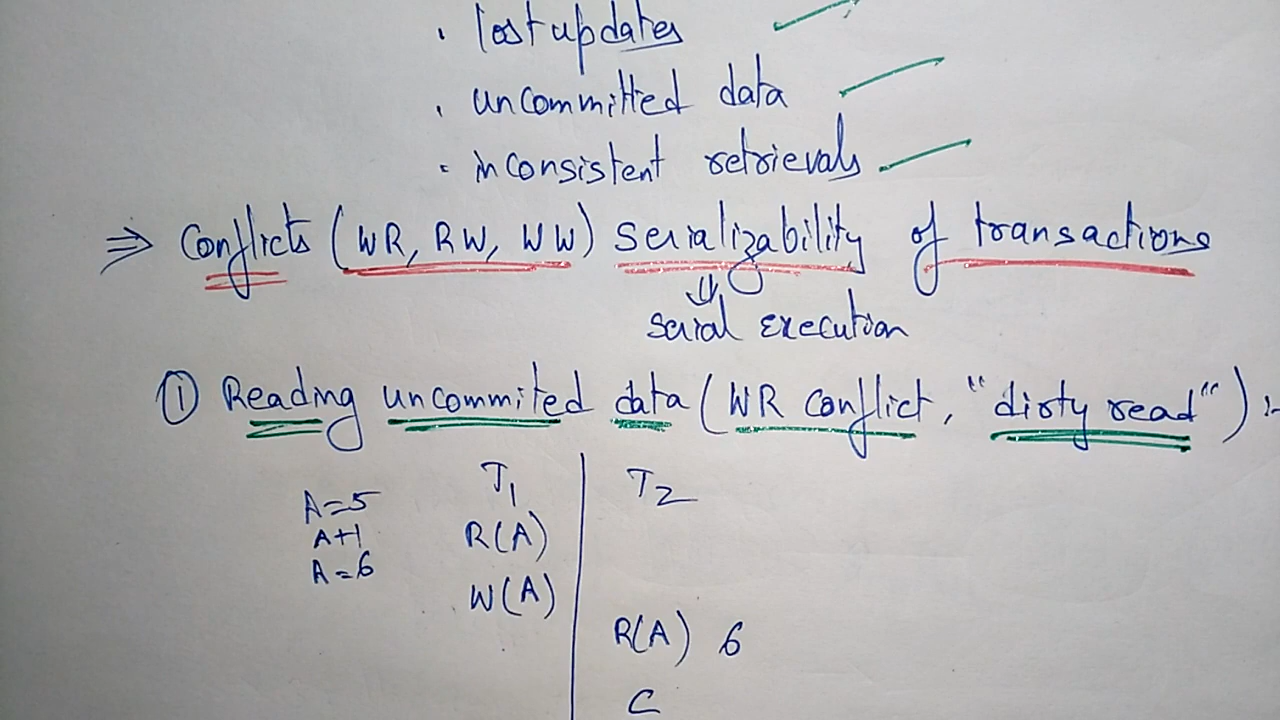 . lost updates
. uncommitted data
. inconsistent retrievals
⇒ Conflicts (WR, RW, WW) Serializability of transactions
⇓
serial execution
① Reading uncommited data (WR conflict, "dirty read") :-
T1 T2
A=5
R(A)
A+1
A=6
W(A)
R(A) 6
C